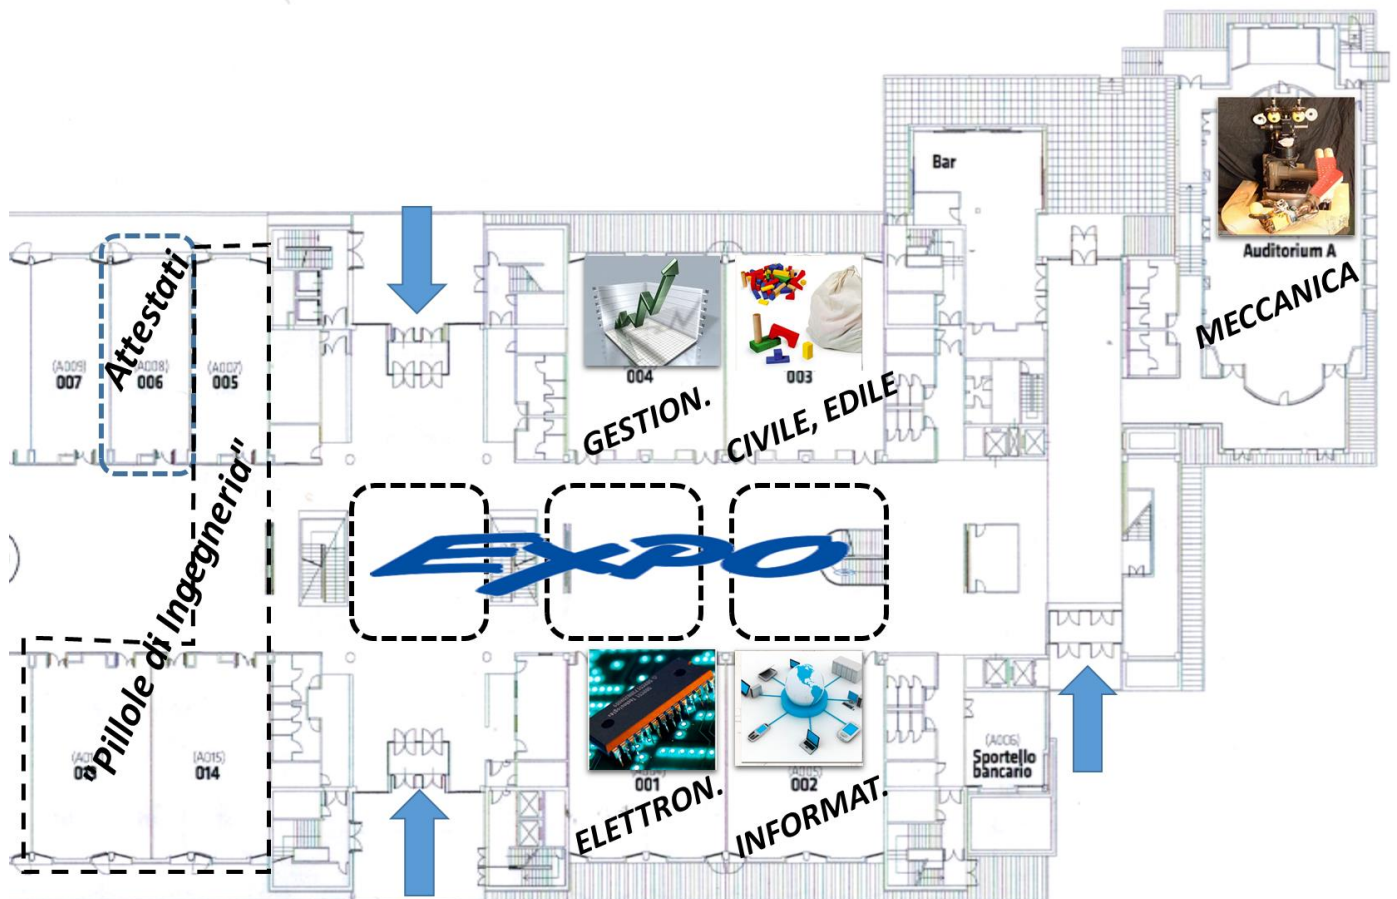 Bar
Auditorium A
MECCANICA
Attestati
(A009)
007
(A008)
006
(A007)
005
004
003
GESTION.
CIVILE, EDILE
"Pillole di Ingegneria"
EXPO
(A015)
014
001
(A005)
002
ELETTRON.
INFORMAT.
(A006)
Sportello
bancario